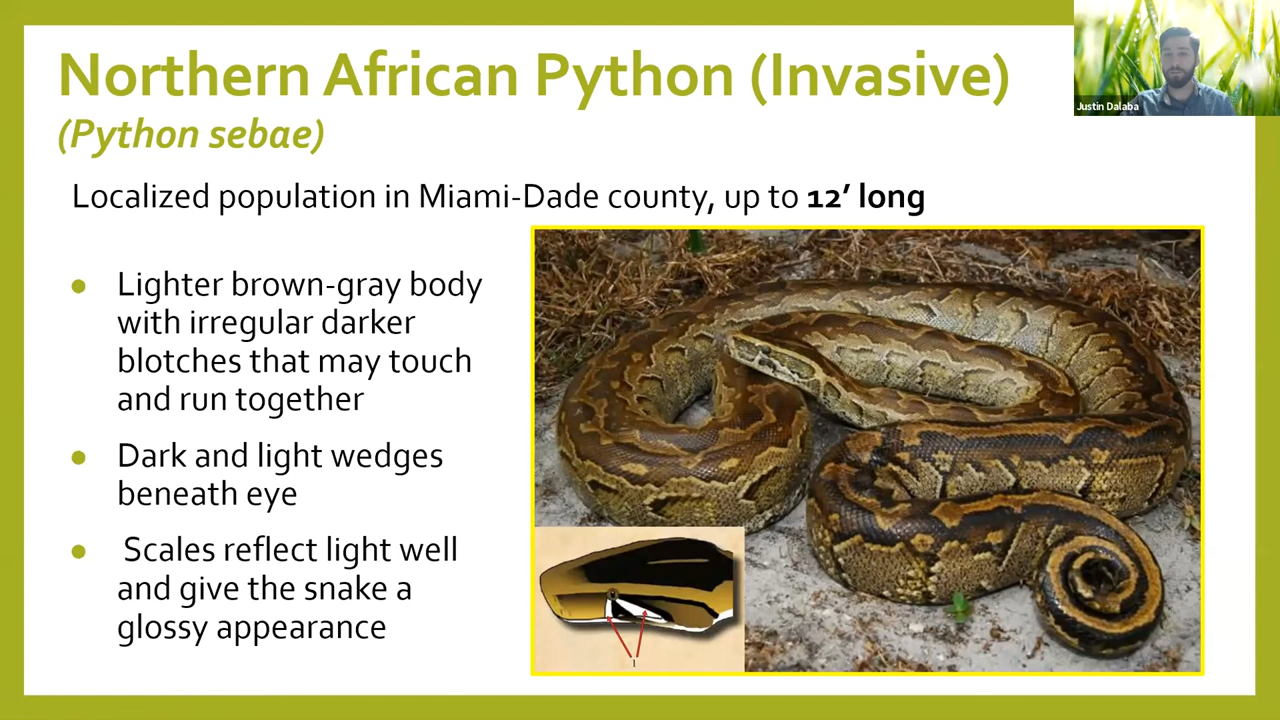 Northern African Python (Invasive)
(Python sebae)
Justin Dalaba
Localized population in Miami-Dade county, up to 12’ long
● Lighter brown-gray body
with irregular darker
blotches that may touch
and run together
● Dark and light wedges
beneath eye
● Scales reflect light well
and give the snake a
glossy appearance